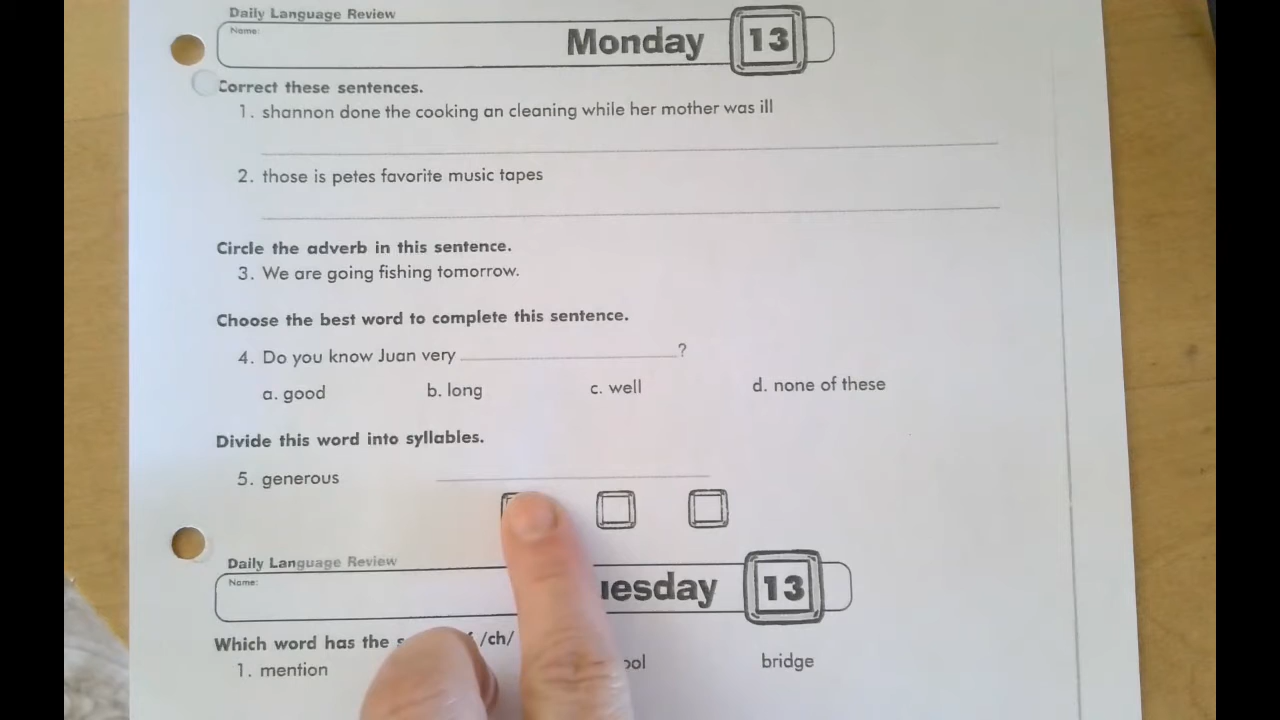 Daily Language Review
Name:
Monday 13
Correct these sentences.
1. shannon done the cooking an cleaning while her mother was ill
2. those is petes favorite music tapes
Circle the adverb in this sentence.
3. We are going fishing tomorrow.
Choose the best word to complete this sentence.
4. Do you know Juan very ?
a. good b. long c. well d. none of these
Divide this word into syllables.
5. generous
Daily Language Review
Name:
uesday 13
Which word has the /ch/
1. mention bridge